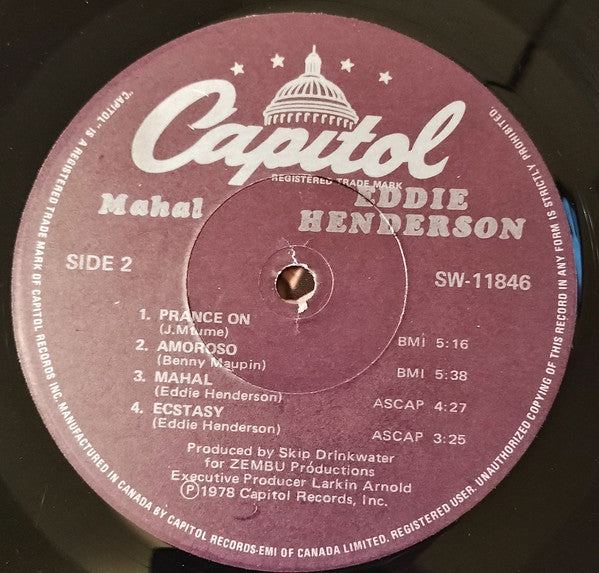 Capitol
REGISTERED TRADE MARK
Mahal
EDDIE
HENDERSON
SIDE 2
SW-11846
1. PRANCE ON
(J.Mtume)
BMI 5:16
2. AMOROSO
(Benny Maupin)
BMI 5:38
3. MAHAL
(Eddie Henderson)
ASCAP 4:27
4. ECSTASY
(Eddie Henderson)
ASCAP 3:25
Produced by Skip Drinkwater
for ZEMBU Productions
Executive Producer Larkin Arnold
Ⓟ1978 Capitol Records, Inc.
"CAPITOL" IS A REGISTERED TRADE MARK OF CAPITOL RECORDS INC. MANUFACTURED IN CANADA BY CAPITOL RECORDS-EMI OF CANADA LIMITED. REGISTERED USER. UNAUTHORIZED COPYING OF THIS RECORD IN ANY FORM IS STRICTLY PROHIBITED.